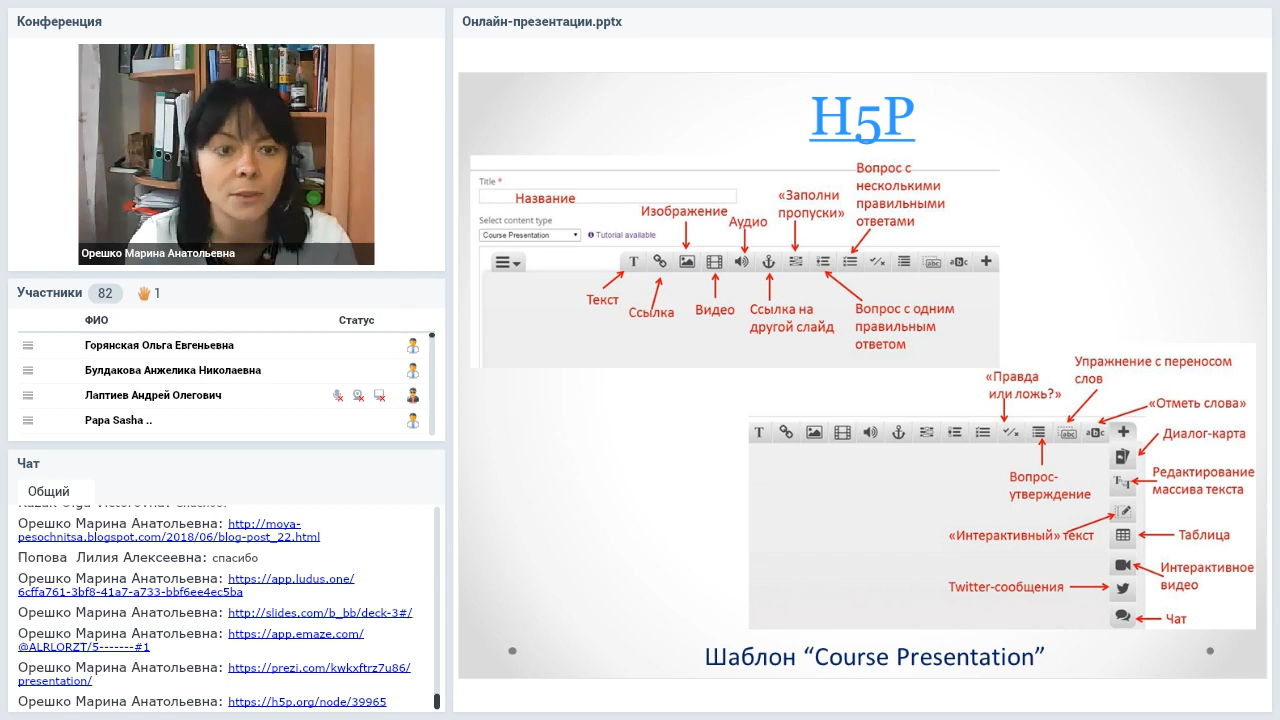 Конференция
Орешко Марина Анатольевна
Участники 82 1
ФИО Статус
Горянская Ольга Евгеньевна
Булдакова Анжелика Николаевна
Лаптиев Андрей Олегович
Papa Sasha ..
Чат
Общий
Орешко Марина Анатольевна: http://moya-
pesochnitsa.blogspot.com/2018/06/blog-post_22.html
Попова Лилия Алексеевна: спасибо
Орешко Марина Анатольевна: https://app.ludus.one/
6cffa761-3bf8-41a7-a733-bbf6ee4ec5ba
Орешко Марина Анатольевна: http://slides.com/b_bb/deck-3#/
Орешко Марина Анатольевна: https://app.emaze.com/
@ALRLORZT/5-------#1
Орешко Марина Анатольевна: https://prezi.com/kwkxftrz7u86/
presentation/
Орешко Марина Анатольевна: https://h5p.org/node/39965
Онлайн-презентации.pptx
H5P
Title *
Название
Select content type
Course Presentation
Tutorial available
Изображение
Аудио
«Заполни
пропуски»
Вопрос с
несколькими
правильными
ответами
T abc abc
Текст
Ссылка
Видео
Ссылка на
другой слайд
Вопрос с одним
правильным
ответом
«Правда
или ложь?»
Упражнение с переносом
слов
«Отметь слова»
T abc abc
Диалог-карта
Вопрос-
утверждение
Редактирование
массива текста
«Интерактивный» текст
Таблица
Интерактивное
видео
Twitter-сообщения
Чат
Шаблон “Course Presentation”